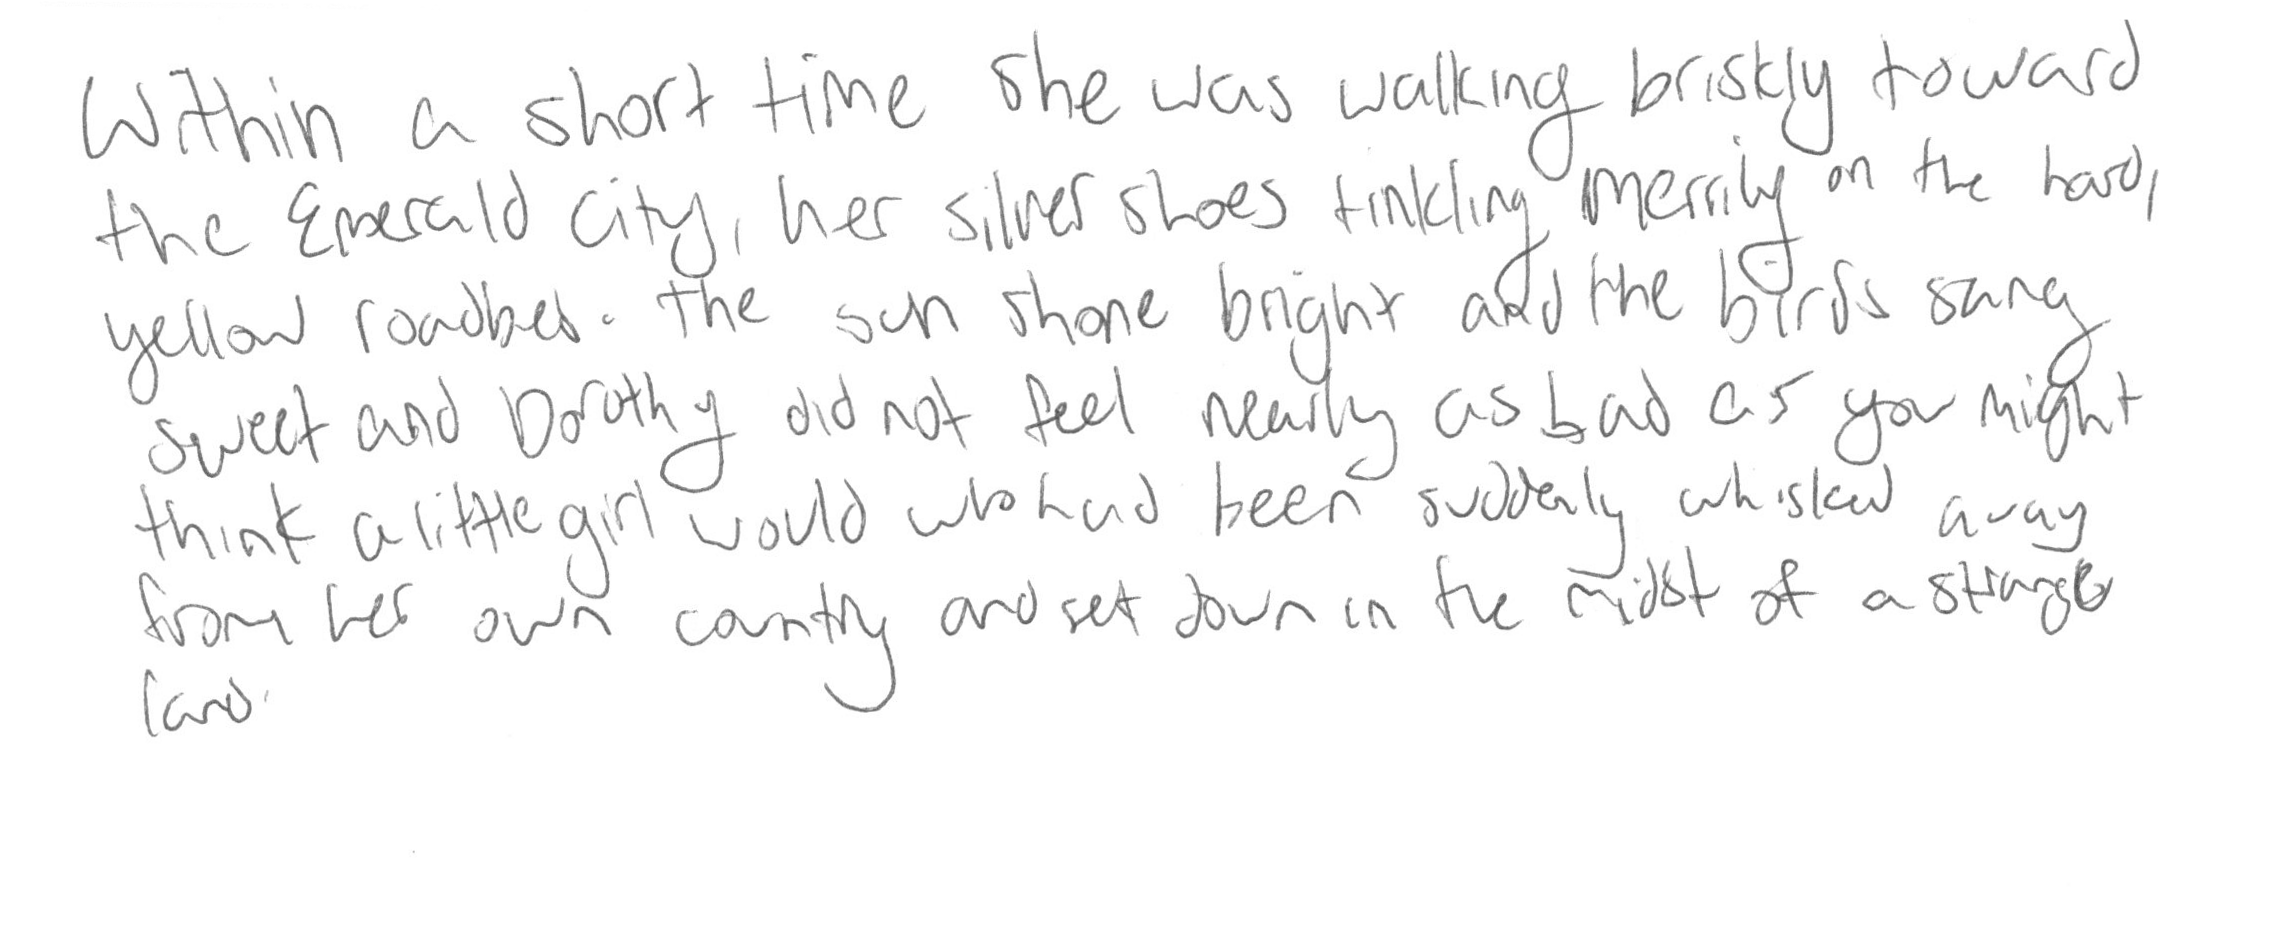 Within a short time she was walking briskly toward
the Emerald City, her silver shoes tinkling merrily on the hard,
yellow roadbed. The sun shone bright and the birds sang
sweet and Dorothy did not feel nearly as bad as you might
think a little girl would who had been suddenly whisked away
from her own country and set down in the midst of a strange
land.